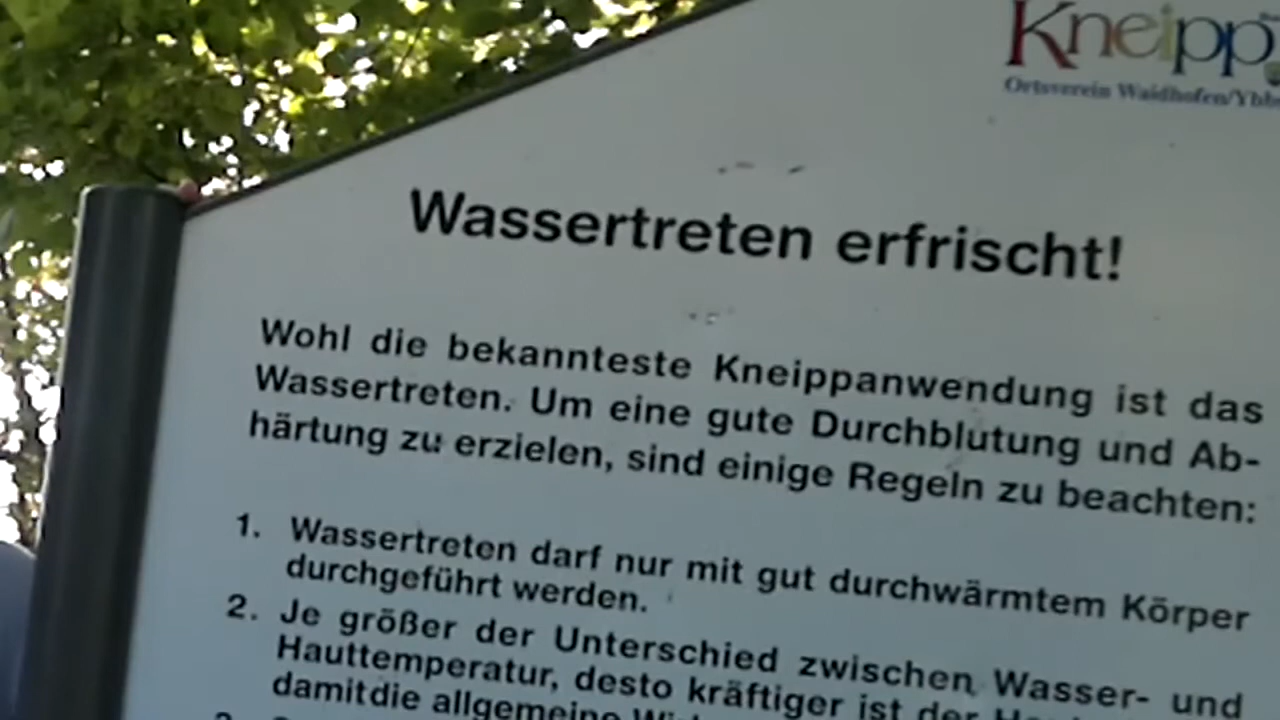 Kneipp
Ortsverein Waidhofen/Ybbs
Wassertreten erfrischt!
Wohl die bekannteste Kneippanwendung ist das
Wassertreten. Um eine gute Durchblutung und Ab-
härtung zu erzielen, sind einige Regeln zu beachten:
1. Wassertreten darf nur mit gut durchwärmtem Körper
durchgeführt werden.
2. Je größer der Unterschied zwischen Wasser- und
Hauttemperatur, desto kräftiger ist der
damit die allgemeine